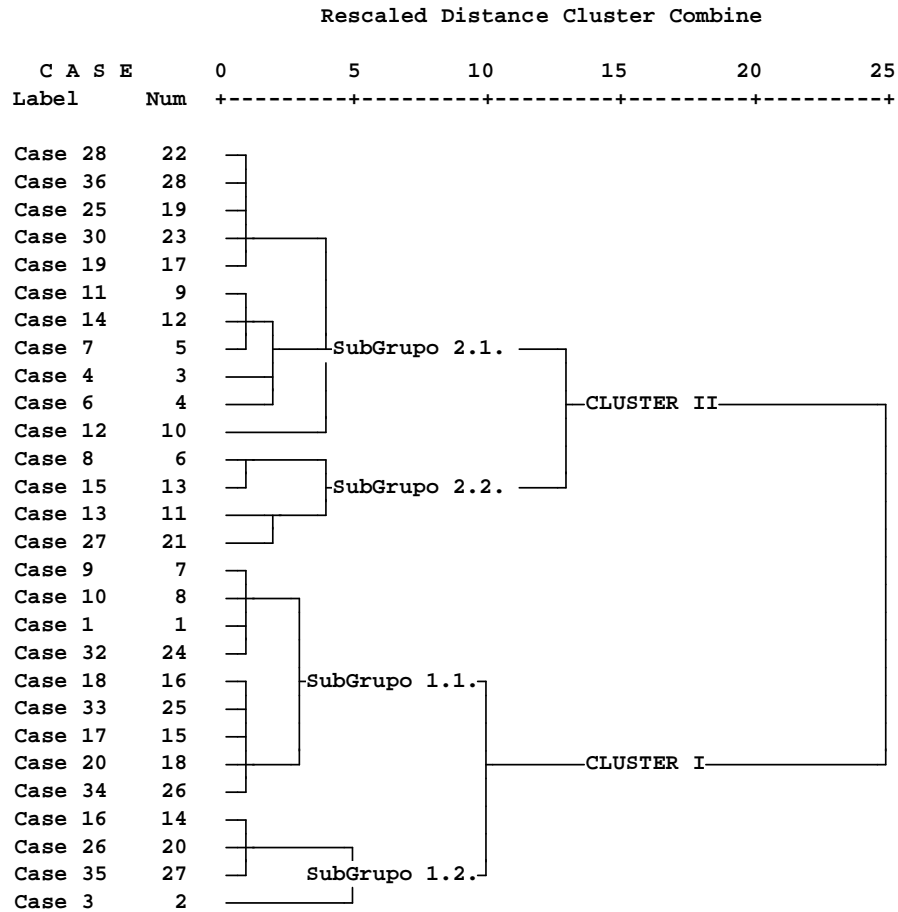 Rescaled Distance Cluster Combine
C A S E 0 5 10 15 20 25
Label Num +---------+---------+---------+---------+---------+
Case 28 22
Case 36 28
Case 25 19
Case 30 23
Case 19 17
Case 11 9
Case 14 12
Case 7 5 SubGrupo 2.1.
Case 4 3
Case 6 4 CLUSTER II
Case 12 10
Case 8 6
Case 15 13 SubGrupo 2.2.
Case 13 11
Case 27 21
Case 9 7
Case 10 8
Case 1 1
Case 32 24
Case 18 16 SubGrupo 1.1.
Case 33 25
Case 17 15
Case 20 18 CLUSTER I
Case 34 26
Case 16 14
Case 26 20
Case 35 27 SubGrupo 1.2.
Case 3 2